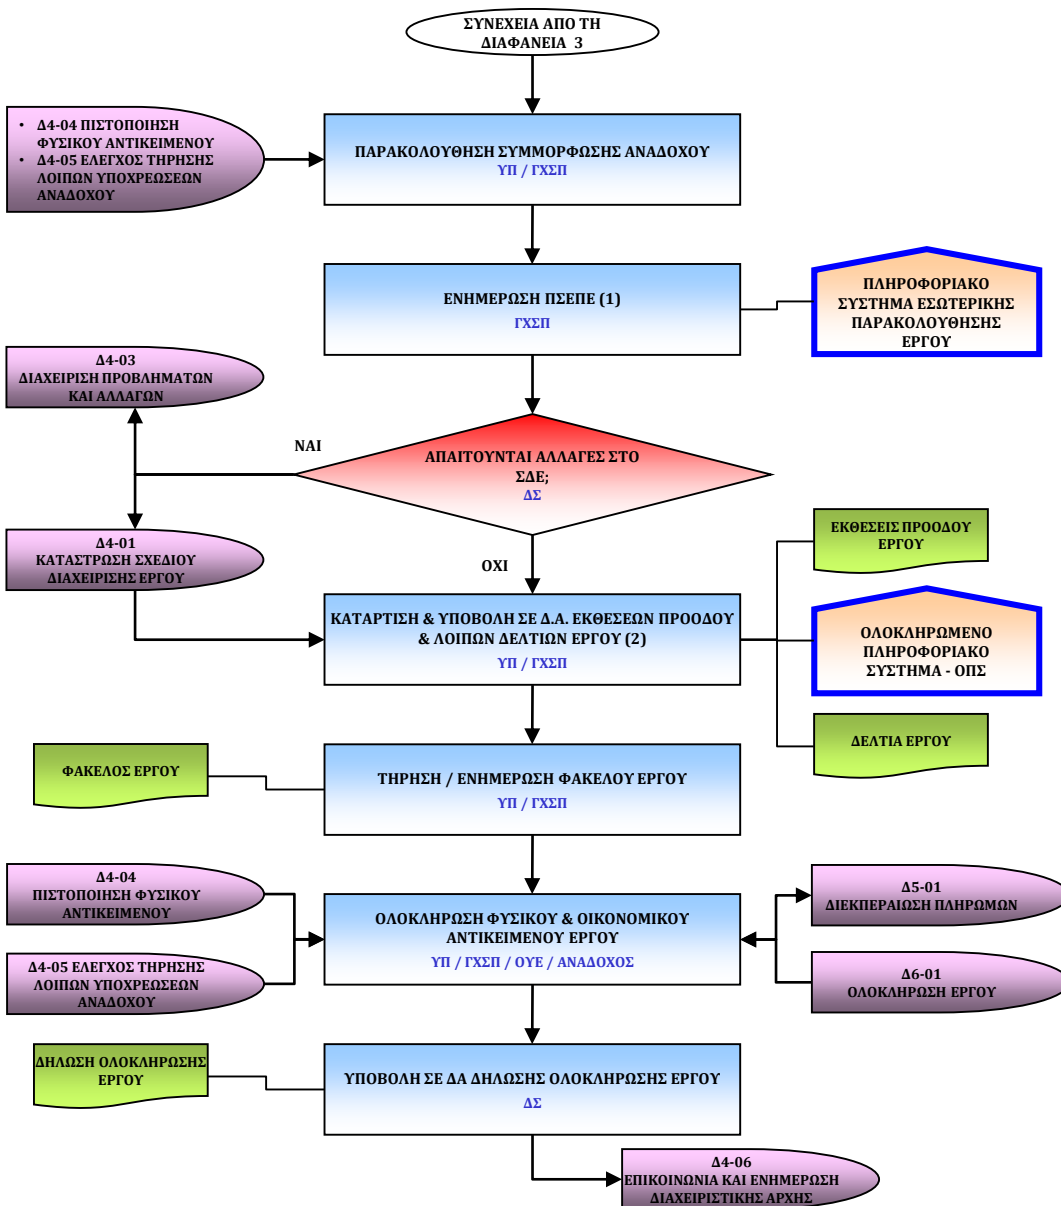 ΣΥΝΕΧΕΙΑ ΑΠΟ ΤΗ
ΔΙΑΦΑΝΕΙΑ 3
• Δ4-04 ΠΙΣΤΟΠΟΙΗΣΗ
ΦΥΣΙΚΟΥ ΑΝΤΙΚΕΙΜΕΝΟΥ
• Δ4-05 ΕΛΕΓΧΟΣ ΤΗΡΗΣΗΣ
ΛΟΙΠΩΝ ΥΠΟΧΡΕΩΣΕΩΝ
ΑΝΑΔΟΧΟΥ
ΠΑΡΑΚΟΛΟΥΘΗΣΗ ΣΥΜΜΟΡΦΩΣΗΣ ΑΝΑΔΟΧΟΥ
ΥΠ / ΓΧΣΠ
ΕΝΗΜΕΡΩΣΗ ΠΣΕΠΕ (1)
ΓΧΣΠ
ΠΛΗΡΟΦΟΡΙΑΚΟ
ΣΥΣΤΗΜΑ ΕΣΩΤΕΡΙΚΗΣ
ΠΑΡΑΚΟΛΟΥΘΗΣΗΣ
ΕΡΓΟΥ
Δ4-03
ΔΙΑΧΕΙΡΙΣΗ ΠΡΟΒΛΗΜΑΤΩΝ
ΚΑΙ ΑΛΛΑΓΩΝ
ΝΑΙ
ΑΠΑΙΤΟΥΝΤΑΙ ΑΛΛΑΓΕΣ ΣΤΟ
ΣΔΕ;
ΔΣ
Δ4-01
ΚΑΤΑΣΤΡΩΣΗ ΣΧΕΔΙΟΥ
ΔΙΑΧΕΙΡΙΣΗΣ ΕΡΓΟΥ
ΟΧΙ
ΕΚΘΕΣΕΙΣ ΠΡΟΟΔΟΥ
ΕΡΓΟΥ
ΚΑΤΑΡΤΙΣΗ & ΥΠΟΒΟΛΗ ΣΕ Δ.Α. ΕΚΘΕΣΕΩΝ ΠΡΟΟΔΟΥ
& ΛΟΙΠΩΝ ΔΕΛΤΙΩΝ ΕΡΓΟΥ (2)
ΥΠ / ΓΧΣΠ
ΟΛΟΚΛΗΡΩΜΕΝΟ
ΠΛΗΡΟΦΟΡΙΑΚΟ
ΣΥΣΤΗΜΑ - ΟΠΣ
ΔΕΛΤΙΑ ΕΡΓΟΥ
ΦΑΚΕΛΟΣ ΕΡΓΟΥ
ΤΗΡΗΣΗ / ΕΝΗΜΕΡΩΣΗ ΦΑΚΕΛΟΥ ΕΡΓΟΥ
ΥΠ / ΓΧΣΠ
Δ4-04
ΠΙΣΤΟΠΟΙΗΣΗ ΦΥΣΙΚΟΥ
ΑΝΤΙΚΕΙΜΕΝΟΥ
Δ4-05 ΕΛΕΓΧΟΣ ΤΗΡΗΣΗΣ
ΛΟΙΠΩΝ ΥΠΟΧΡΕΩΣΕΩΝ
ΑΝΑΔΟΧΟΥ
ΟΛΟΚΛΗΡΩΣΗ ΦΥΣΙΚΟΥ & ΟΙΚΟΝΟΜΙΚΟΥ
ΑΝΤΙΚΕΙΜΕΝΟΥ ΕΡΓΟΥ
ΥΠ / ΓΧΣΠ / ΟΥΕ / ΑΝΑΔΟΧΟΣ
Δ5-01
ΔΙΕΚΠΕΡΑΙΩΣΗ ΠΛΗΡΩΜΩΝ
Δ6-01
ΟΛΟΚΛΗΡΩΣΗ ΕΡΓΟΥ
ΔΗΛΩΣΗ ΟΛΟΚΛΗΡΩΣΗΣ
ΕΡΓΟΥ
ΥΠΟΒΟΛΗ ΣΕ ΔΑ ΔΗΛΩΣΗΣ ΟΛΟΚΛΗΡΩΣΗΣ ΕΡΓΟΥ
ΔΣ
Δ4-06
ΕΠΙΚΟΙΝΩΝΙΑ ΚΑΙ ΕΝΗΜΕΡΩΣΗ
ΔΙΑΧΕΙΡΙΣΤΙΚΗΣ ΑΡΧΗΣ